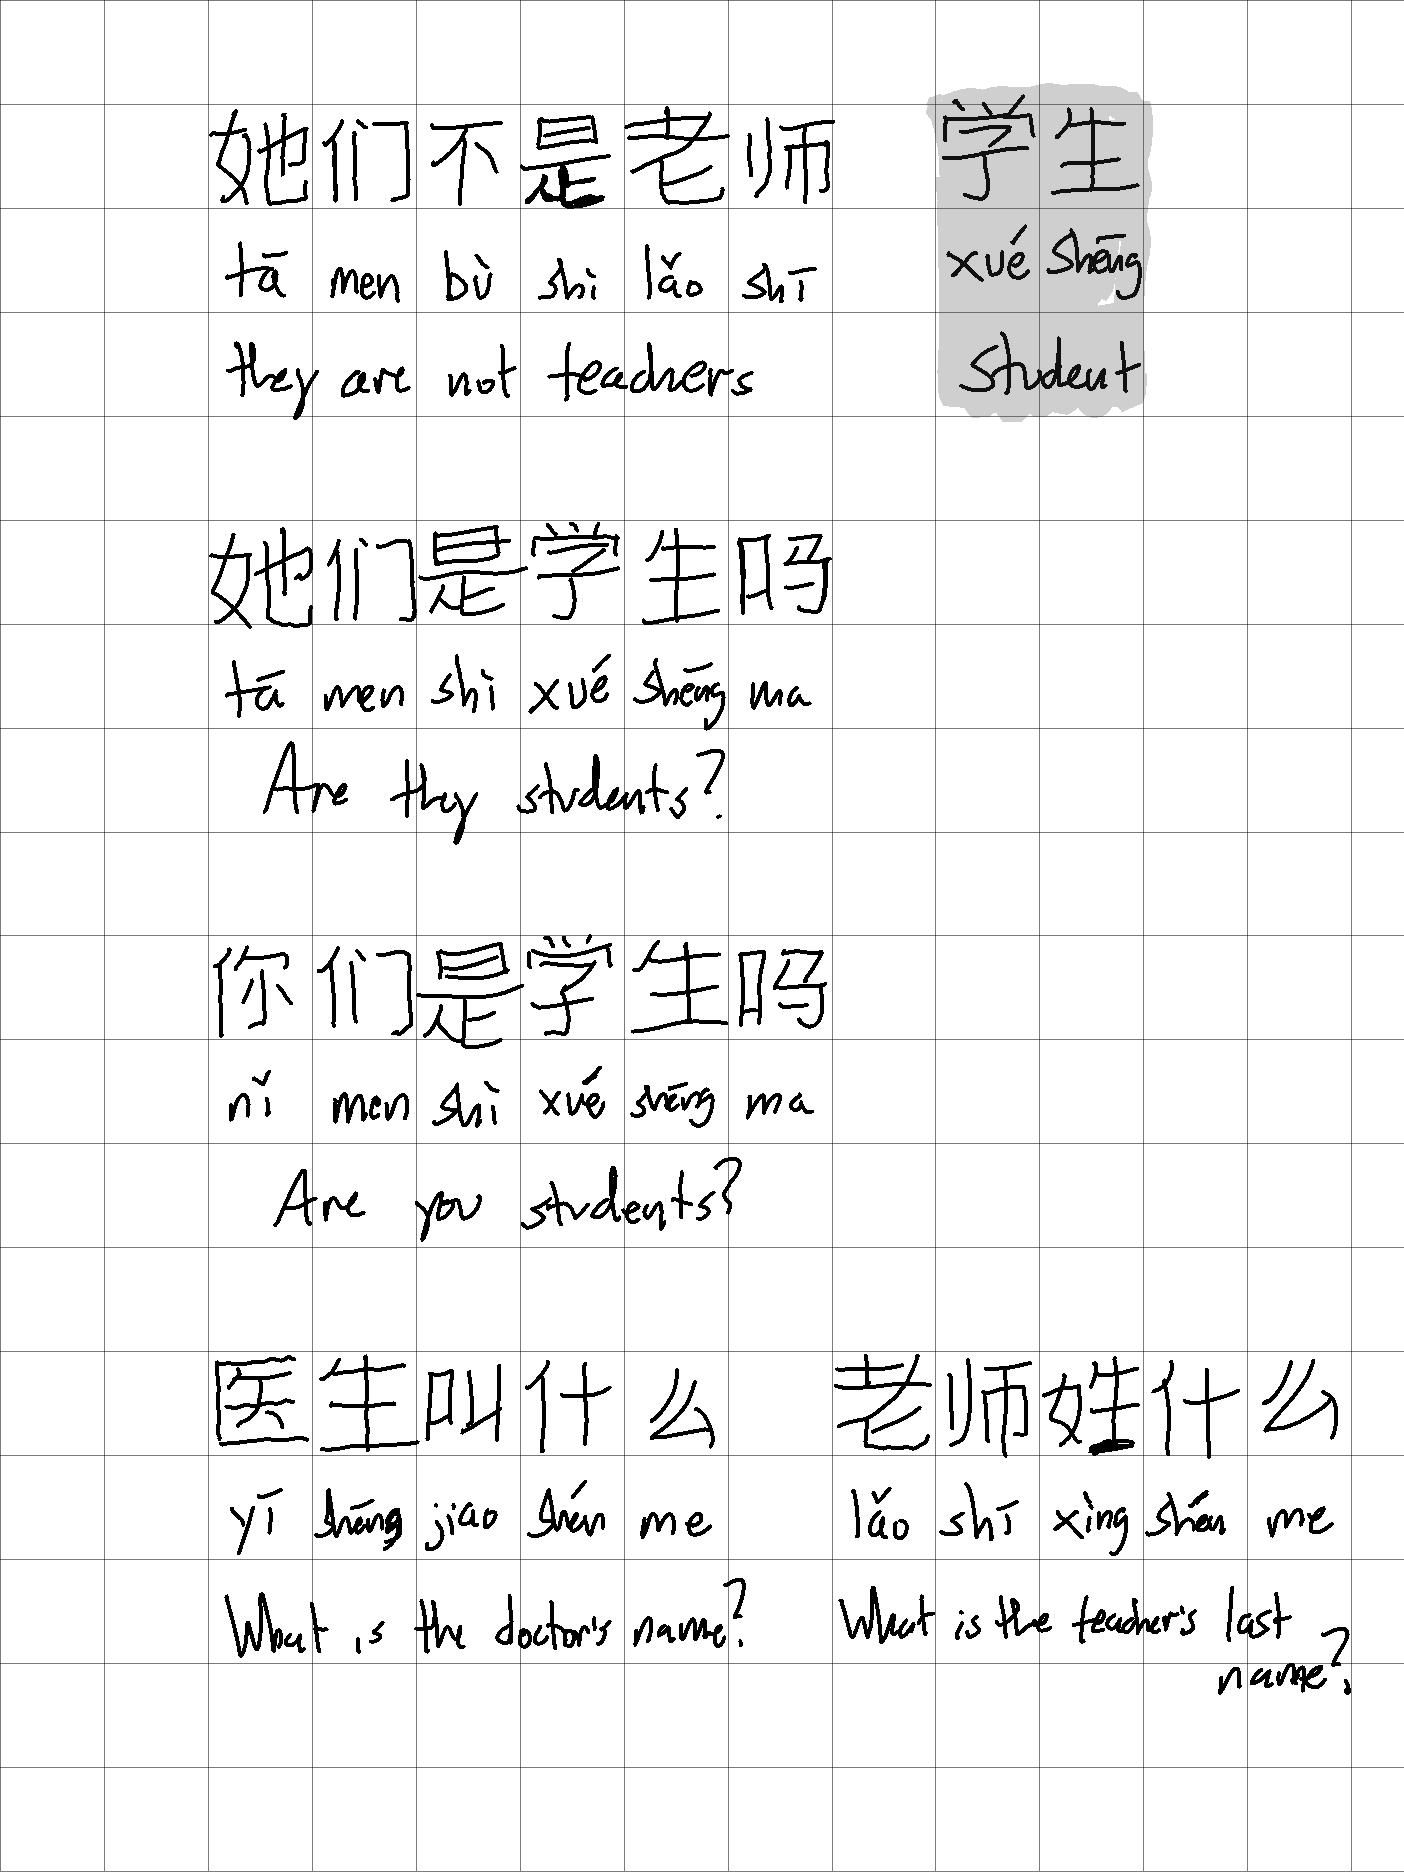 她们不是老师 学生
tā men bù shì lǎo shī xué shēng
they are not teachers student
她们是学生吗
tā men shì xué shēng ma
Are they students?
你们是学生吗
nǐ men shì xué shēng ma
Are you students?
医生叫什么 老师姓什么
yī shēng jiao shén me lǎo shī xìng shén me
What is the doctor's name? What is the teacher's last
name?